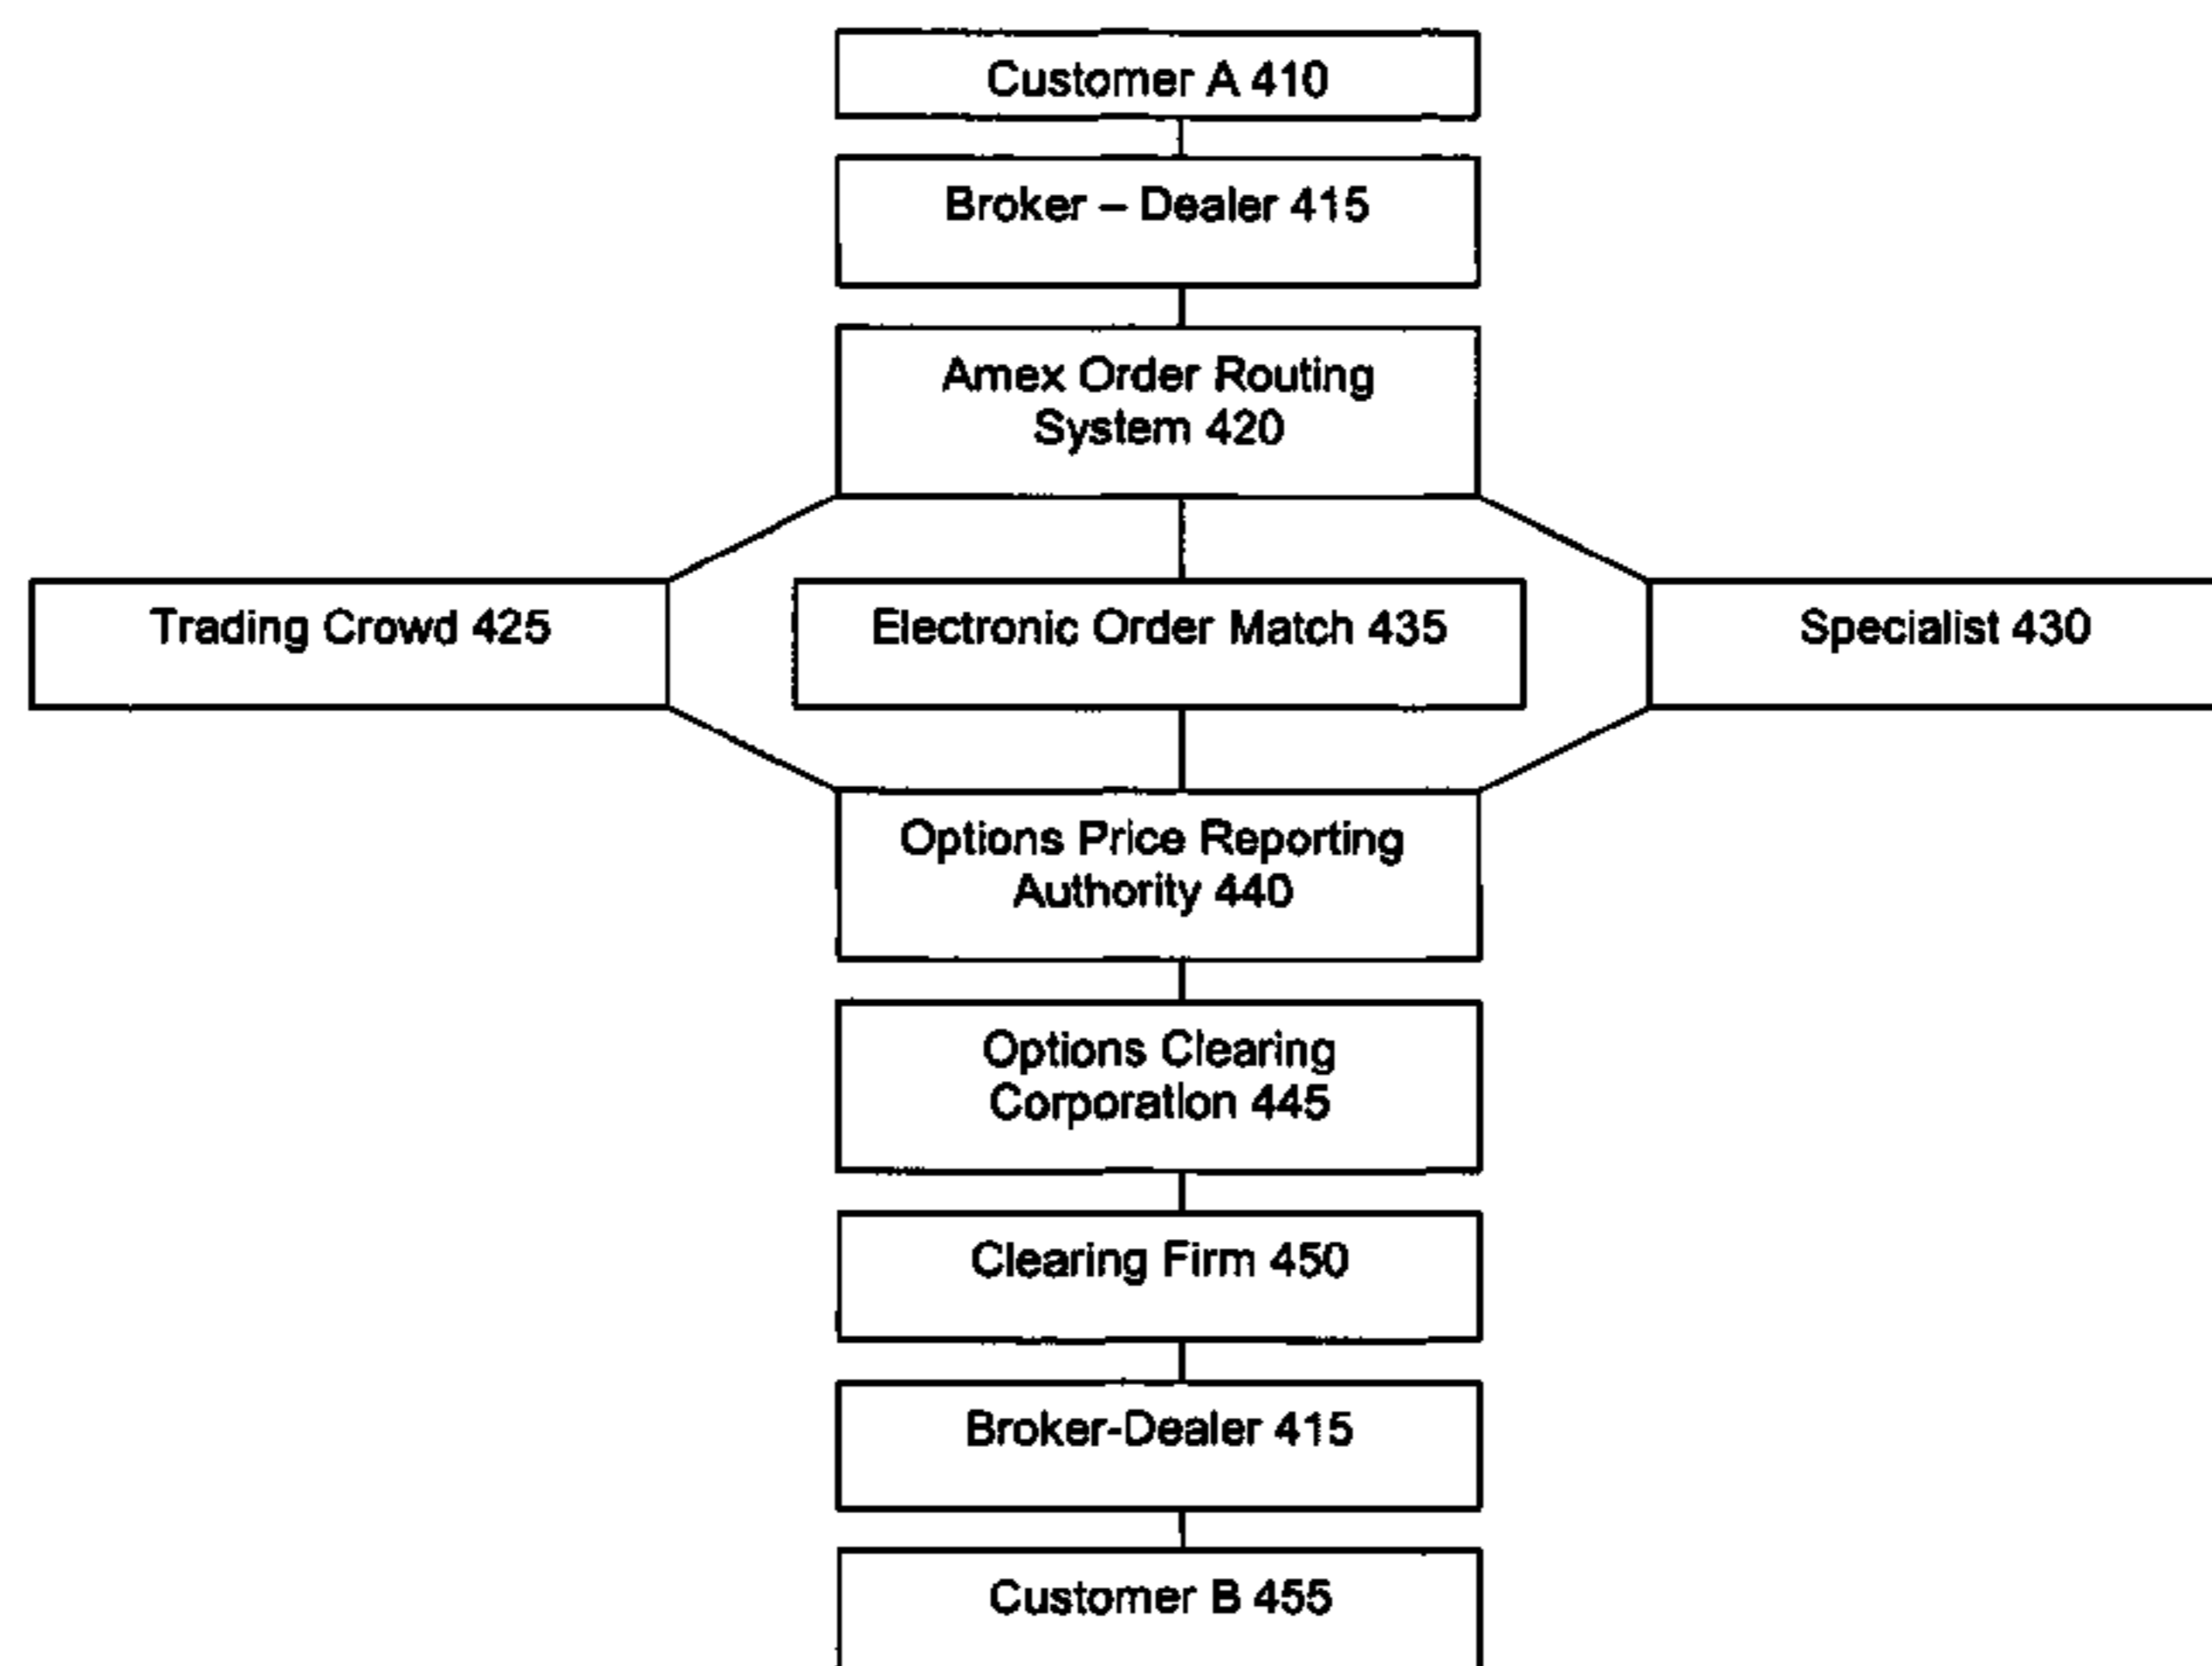 Customer A 410
Broker – Dealer 415
Amex Order Routing
System 420
Trading Crowd 425
Electronic Order Match 435
Specialist 430
Options Price Reporting
Authority 440
Options Clearing
Corporation 445
Clearing Firm 450
Broker-Dealer 415
Customer B 455